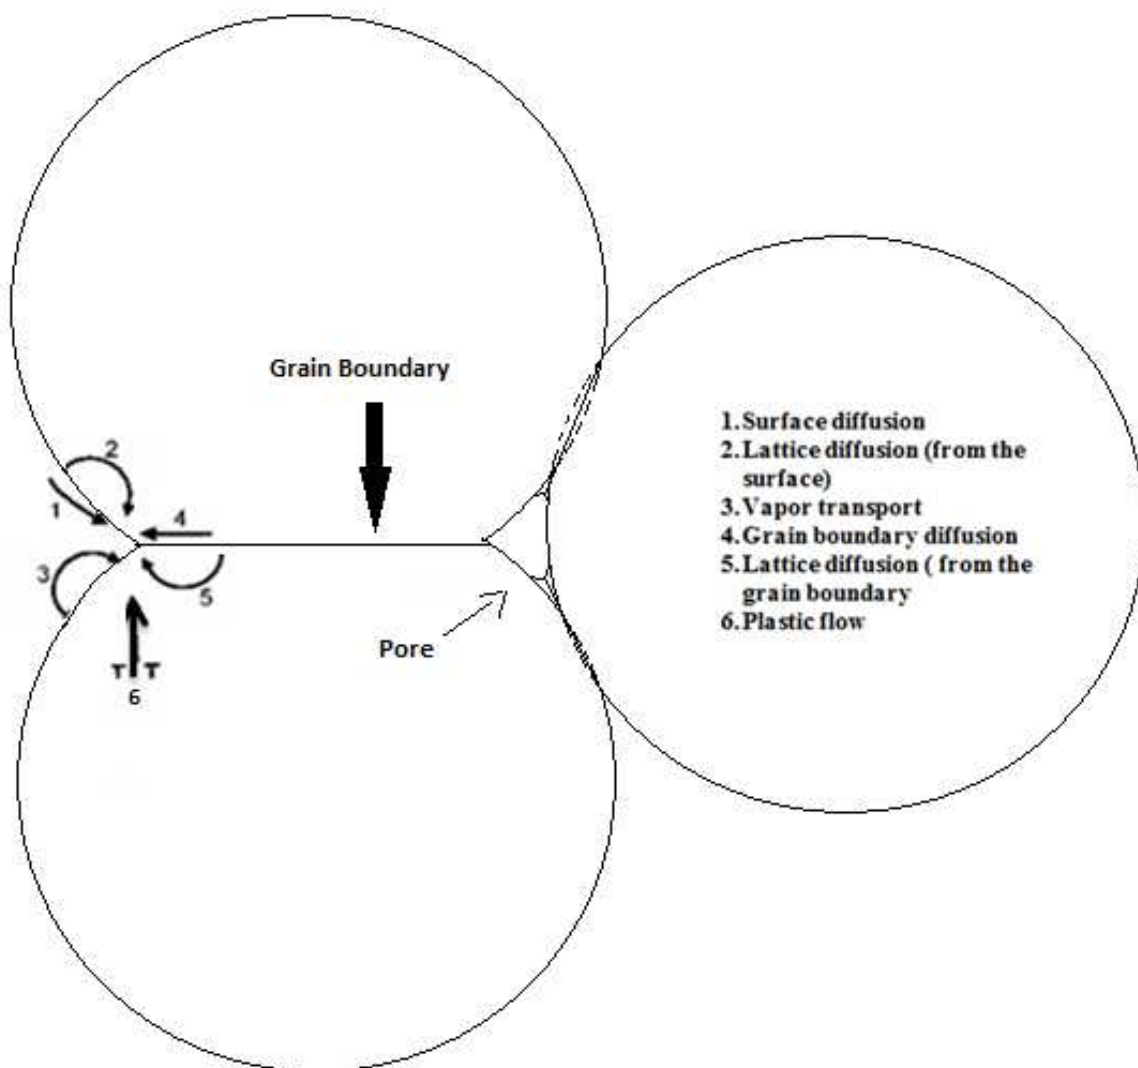 Grain Boundary
1.Surface diffusion
2.Lattice diffusion (from the
surface)
3.Vapor transport
4.Grain boundary diffusion
5.Lattice diffusion ( from the
grain boundary
6.Plastic flow
2
1
4
3
5
T T
6
Pore